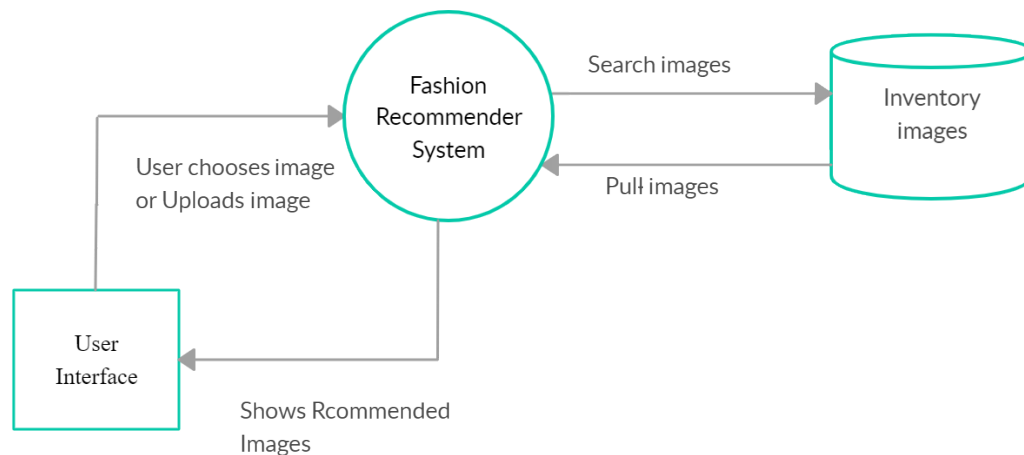 Fashion
Recommender
System
Search images
Inventory
images
User chooses image
or Uploads image
Pull images
User
Interface
Shows Rcommended
Images